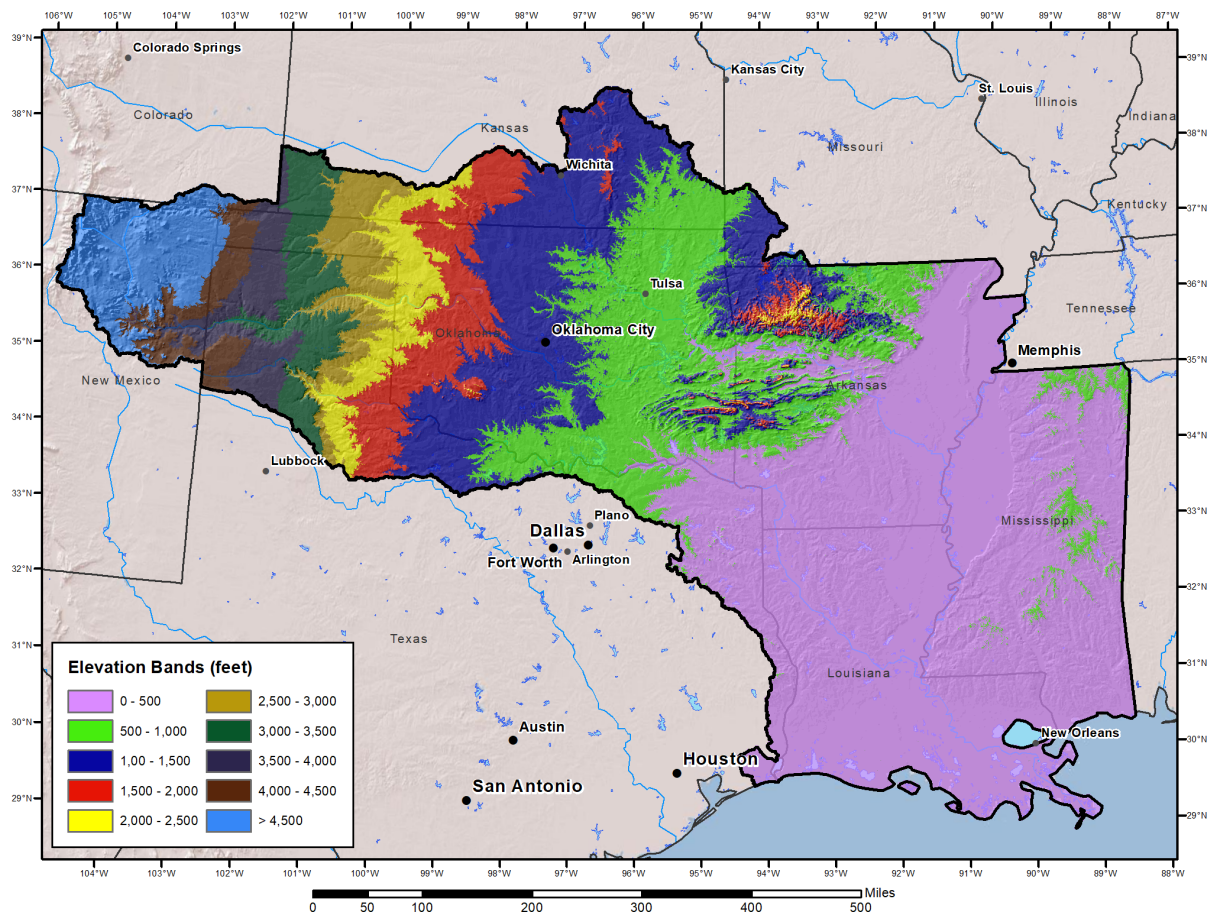 106°W 105°W 104°W 103°W 102°W 101°W 100°W 99°W 98°W 97°W 96°W 95°W 94°W 93°W 92°W 91°W 90°W 89°W 88°W 87°W
39°N 39°N
Colorado Springs
Kansas City
St. Louis
Illinois
38°N 38°N
Colorado
Kansas
Missouri
Indiana
Wichita
37°N 37°N
Kentucky
36°N 36°N
Tulsa
Tennessee
Oklahoma
Oklahoma City
35°N 35°N
Memphis
New Mexico
Arkansas
34°N 34°N
Lubbock
33°N 33°N
Plano
Mississippi
Dallas
Fort Worth
Arlington
32°N 32°N
Texas
31°N 31°N
Louisiana
30°N 30°N
Austin
New Orleans
Houston
San Antonio
29°N 29°N
Elevation Bands (feet)
0 - 500
500 - 1,000
1,00 - 1,500
1,500 - 2,000
2,000 - 2,500
2,500 - 3,000
3,000 - 3,500
3,500 - 4,000
4,000 - 4,500
> 4,500
104°W 103°W 102°W 101°W 100°W 99°W 98°W 97°W 96°W 95°W 94°W 93°W 92°W 91°W 90°W 89°W 88°W
Miles
0 50 100 200 300 400 500